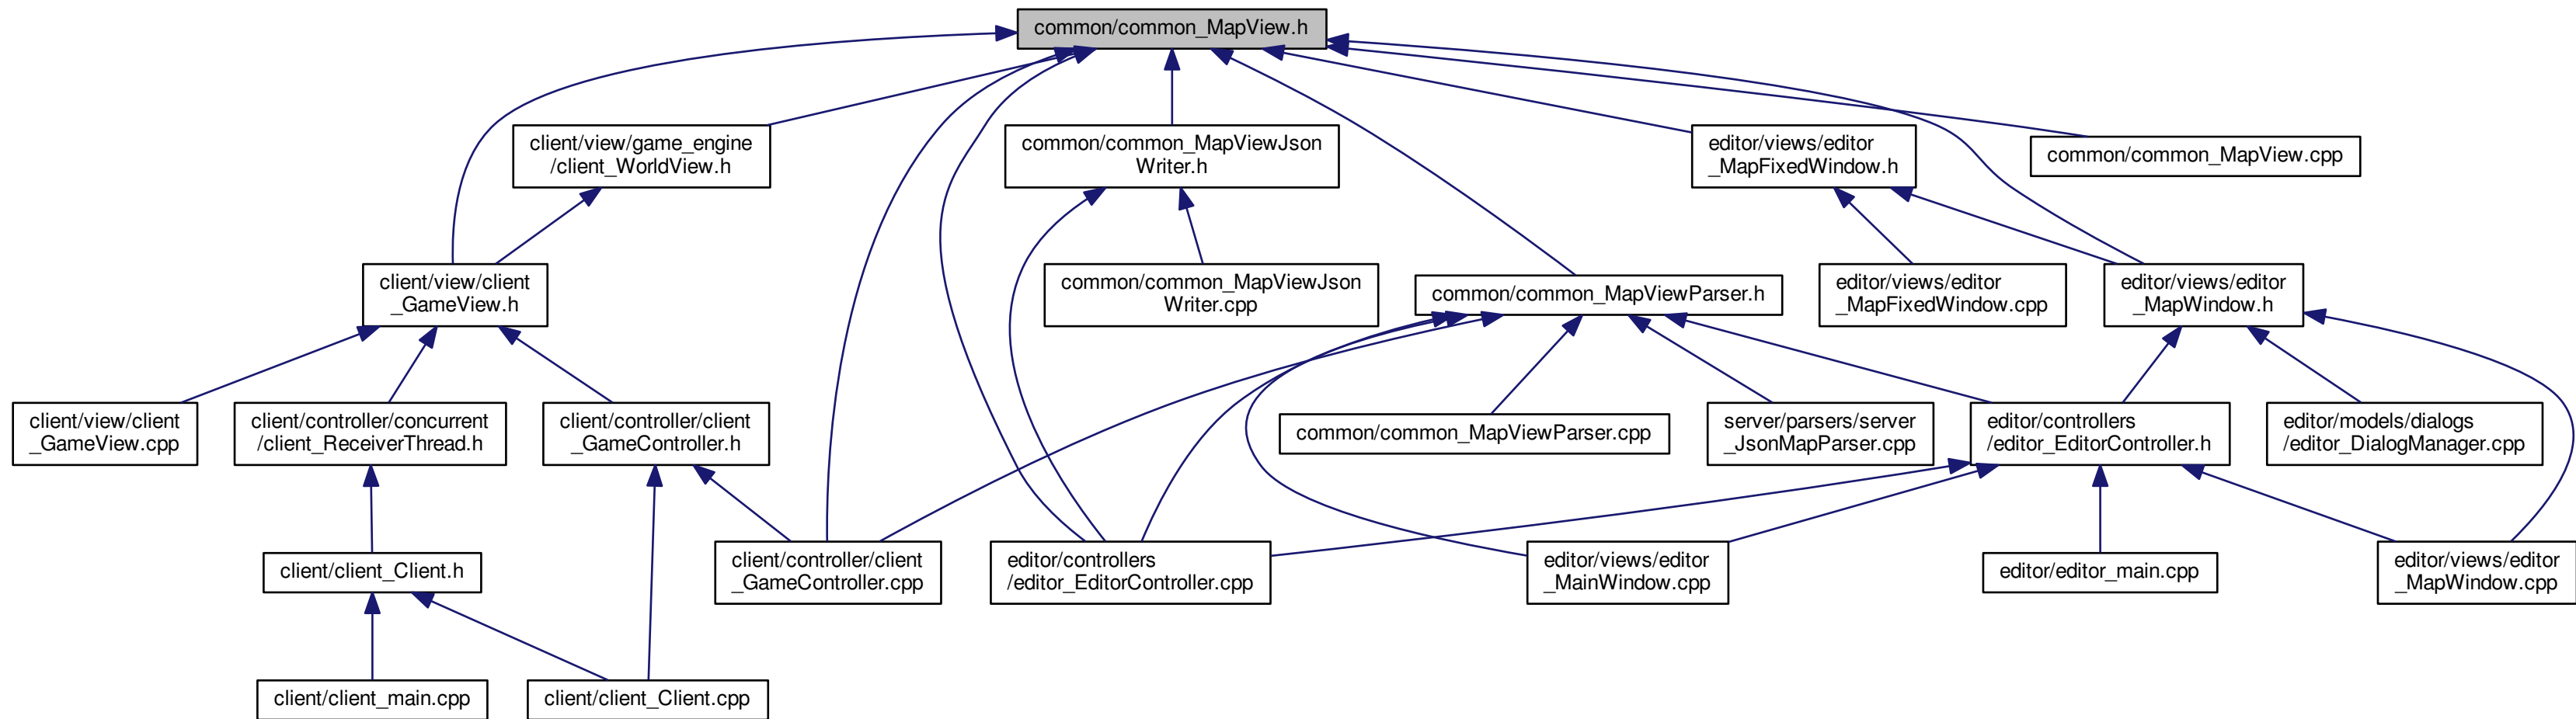 common/common_MapView.h
client/view/game_engine
/client_WorldView.h
common/common_MapViewJson
Writer.h
editor/views/editor
_MapFixedWindow.h
common/common_MapView.cpp
client/view/client
_GameView.h
common/common_MapViewJson
Writer.cpp
common/common_MapViewParser.h
editor/views/editor
_MapFixedWindow.cpp
editor/views/editor
_MapWindow.h
client/view/client
_GameView.cpp
client/controller/concurrent
/client_ReceiverThread.h
client/controller/client
_GameController.h
common/common_MapViewParser.cpp
server/parsers/server
_JsonMapParser.cpp
editor/controllers
/editor_EditorController.h
editor/models/dialogs
/editor_DialogManager.cpp
client/client_Client.h
client/controller/client
_GameController.cpp
editor/controllers
/editor_EditorController.cpp
editor/views/editor
_MainWindow.cpp
editor/editor_main.cpp
editor/views/editor
_MapWindow.cpp
client/client_main.cpp
client/client_Client.cpp